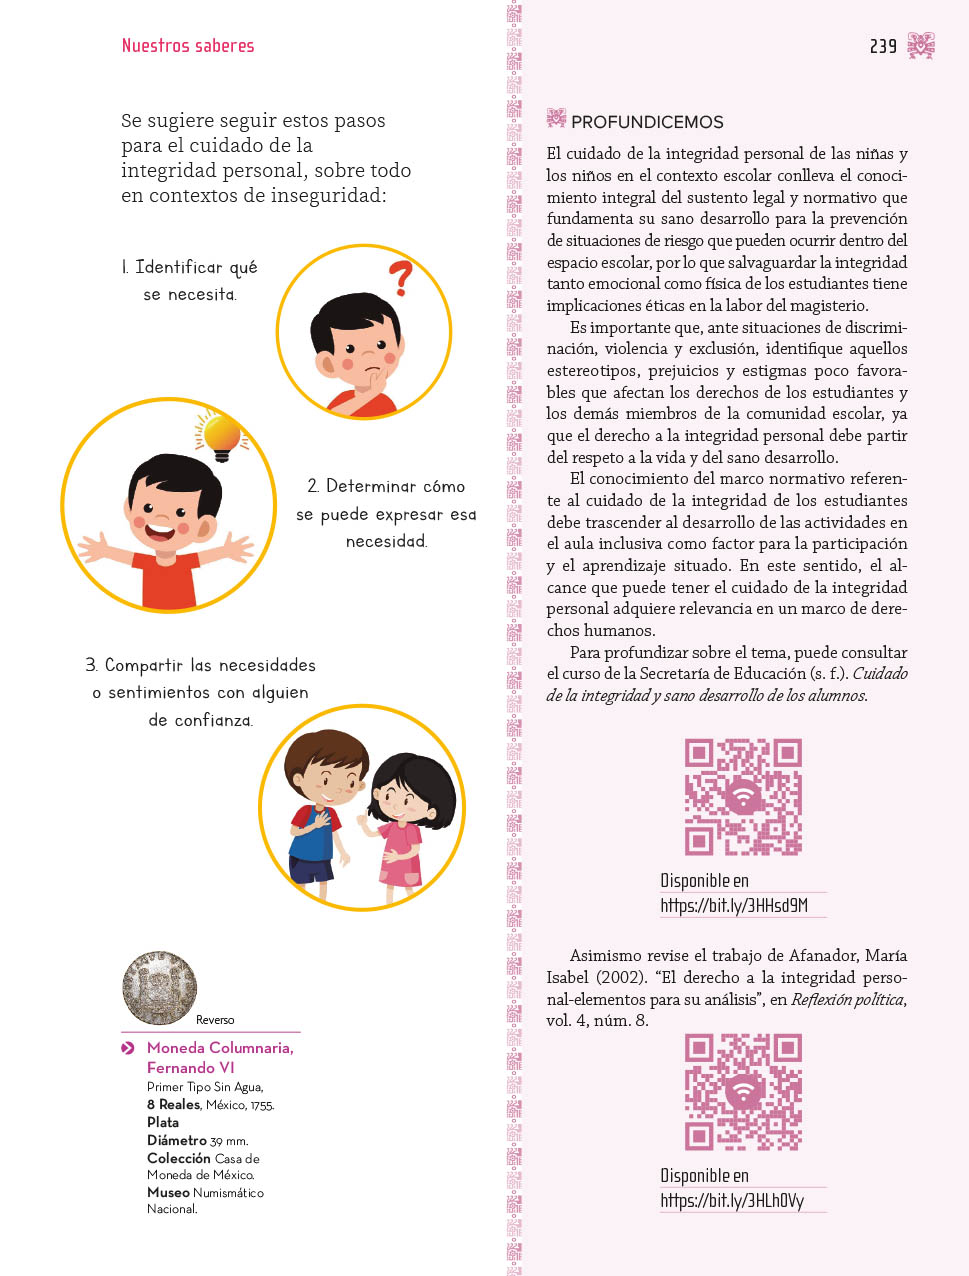 Nuestros saberes
239
Se sugiere seguir estos pasos
para el cuidado de la
integridad personal, sobre todo
en contextos de inseguridad:
1. Identificar qué
se necesita.
2. Determinar cómo
se puede expresar esa
necesidad.
3. Compartir las necesidades
o sentimientos con alguien
de confianza.
Reverso
Moneda Columnaria,
Fernando VI
Primer Tipo Sin Agua,
8 Reales, México, 1755.
Plata
Diámetro 39 mm.
Colección Casa de
Moneda de México.
Museo Numismático
Nacional.
PROFUNDICEMOS
El cuidado de la integridad personal de las niñas y
los niños en el contexto escolar conlleva el conoci-
miento integral del sustento legal y normativo que
fundamenta su sano desarrollo para la prevención
de situaciones de riesgo que pueden ocurrir dentro del
espacio escolar, por lo que salvaguardar la integridad
tanto emocional como física de los estudiantes tiene
implicaciones éticas en la labor del magisterio.
Es importante que, ante situaciones de discrimi-
nación, violencia y exclusión, identifique aquellos
estereotipos, prejuicios y estigmas poco favora-
bles que afectan los derechos de los estudiantes y
los demás miembros de la comunidad escolar, ya
que el derecho a la integridad personal debe partir
del respeto a la vida y del sano desarrollo.
El conocimiento del marco normativo referen-
te al cuidado de la integridad de los estudiantes
debe trascender al desarrollo de las actividades en
el aula inclusiva como factor para la participación
y el aprendizaje situado. En este sentido, el al-
cance que puede tener el cuidado de la integridad
personal adquiere relevancia en un marco de dere-
chos humanos.
Para profundizar sobre el tema, puede consultar
el curso de la Secretaría de Educación (s. f.). Cuidado
de la integridad y sano desarrollo de los alumnos.
Disponible en
https://bit.ly/3HHsd9M
Asimismo revise el trabajo de Afanador, María
Isabel (2002). “El derecho a la integridad perso-
nal-elementos para su análisis”, en Reflexión política,
vol. 4, núm. 8.
Disponible en
https://bit.ly/3HLh0Vy